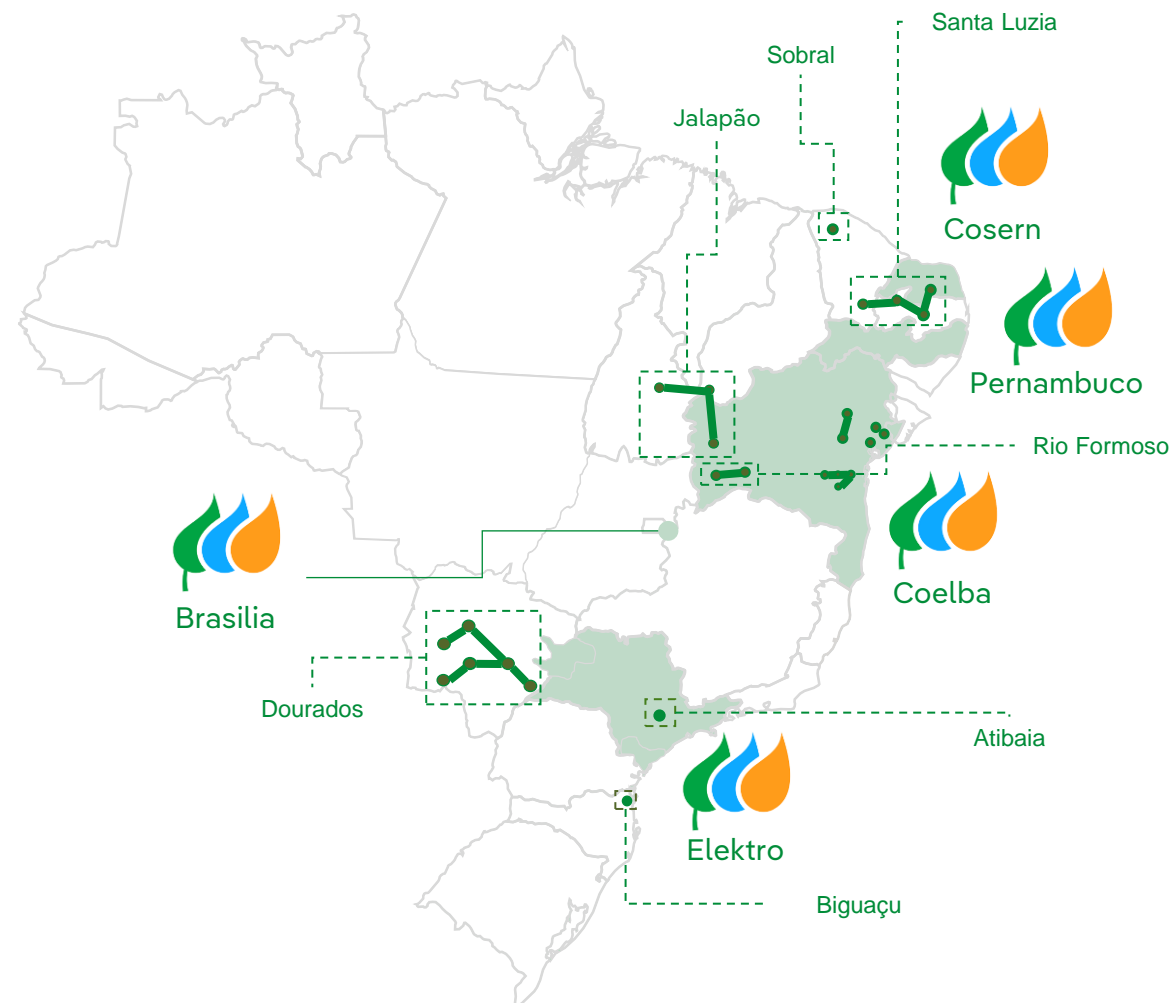 Santa Luzia
Sobral
Jalapão
Cosern
Pernambuco
Rio Formoso
Coelba
Brasilia
Dourados
Atibaia
Elektro
Biguaçu